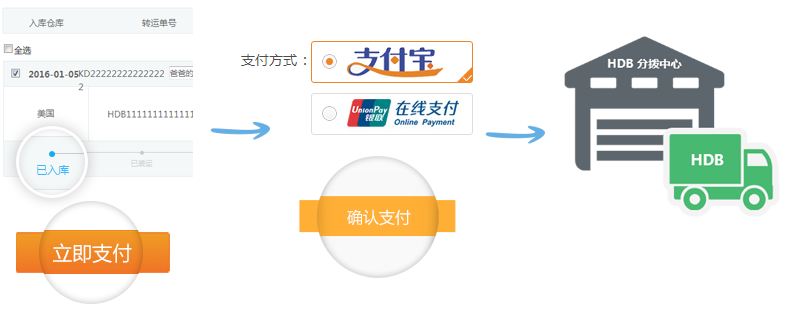 入库仓库 转运单号
全选
2016-01-05 KD22222222222222 爸爸的
2
美国 HDB1111111111111
已入库 已转运
立即支付
支付方式：
支付宝
UnionPay 银联 在线支付
Online Payment
确认支付
HDB 分拨中心
HDB